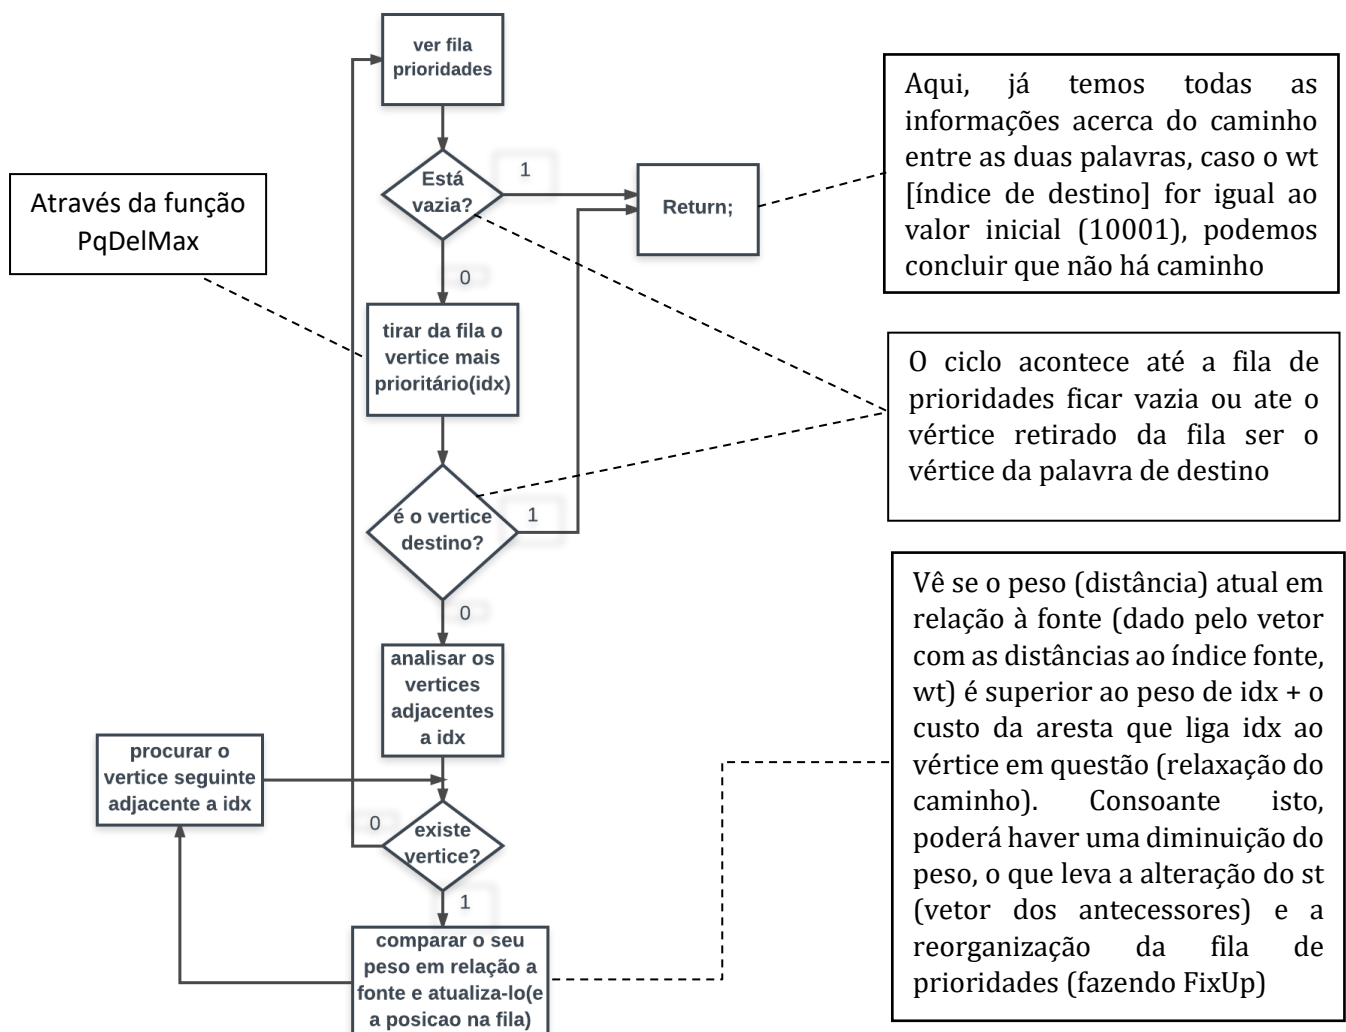 ver fila
prioridades
Está
vazia?
1
Return;
0
Através da função
PqDelMax
tirar da fila o
vertice mais
prioritário(idx)
é o vertice
destino?
1
0
analisar os
vertices
adjacentes
a idx
procurar o
vertice seguinte
adjacente a idx
0
existe
vertice?
1
comparar o seu
peso em relação a
fonte e atualiza-lo(e
a posicao na fila)
Aqui, já temos todas as
informações acerca do caminho
entre as duas palavras, caso o wt
[índice de destino] for igual ao
valor inicial (10001), podemos
concluir que não há caminho
O ciclo acontece até a fila de
prioridades ficar vazia ou ate o
vértice retirado da fila ser o
vértice da palavra de destino
Vê se o peso (distância) atual em
relação à fonte (dado pelo vetor
com as distâncias ao índice fonte,
wt) é superior ao peso de idx + o
custo da aresta que liga idx ao
vértice em questão (relaxação do
caminho). Consoante isto,
poderá haver uma diminuição do
peso, o que leva a alteração do st
(vetor dos antecessores) e a
reorganização da fila de
prioridades (fazendo FixUp)